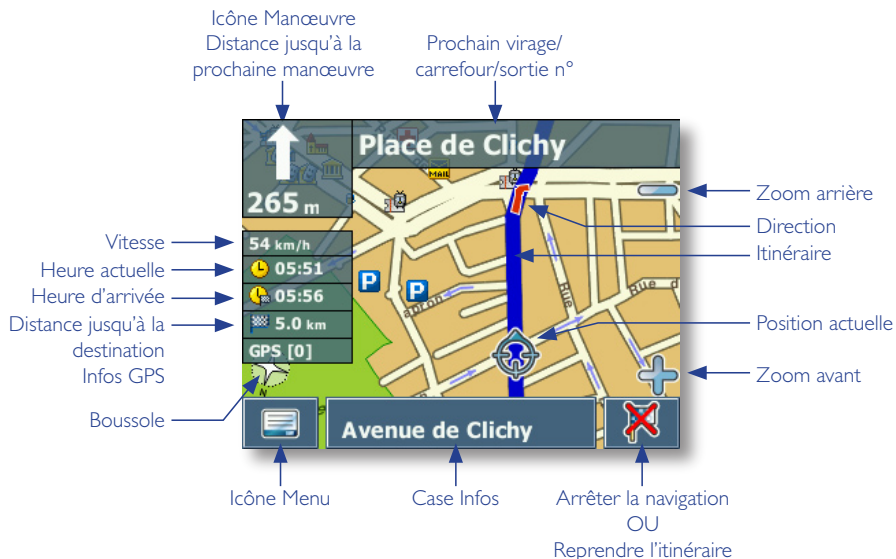 Icône Manœuvre
Distance jusqu'à la
prochaine manœuvre
Prochain virage/
carrefour/sortie n°
Place de Clichy
MAIL
265 m
Zoom arrière
Direction
Itinéraire
Vitesse
54 km/h
Heure actuelle
05:51
Heure d'arrivée
05:56
Distance jusqu'à la
destination
5.0 km
Infos GPS
GPS [0]
P
P
Rue
Rue
Position actuelle
Zoom avant
Boussole
N
Avenue de Clichy
Icône Menu
Case Infos
Arrêter la navigation
OU
Reprendre l'itinéraire